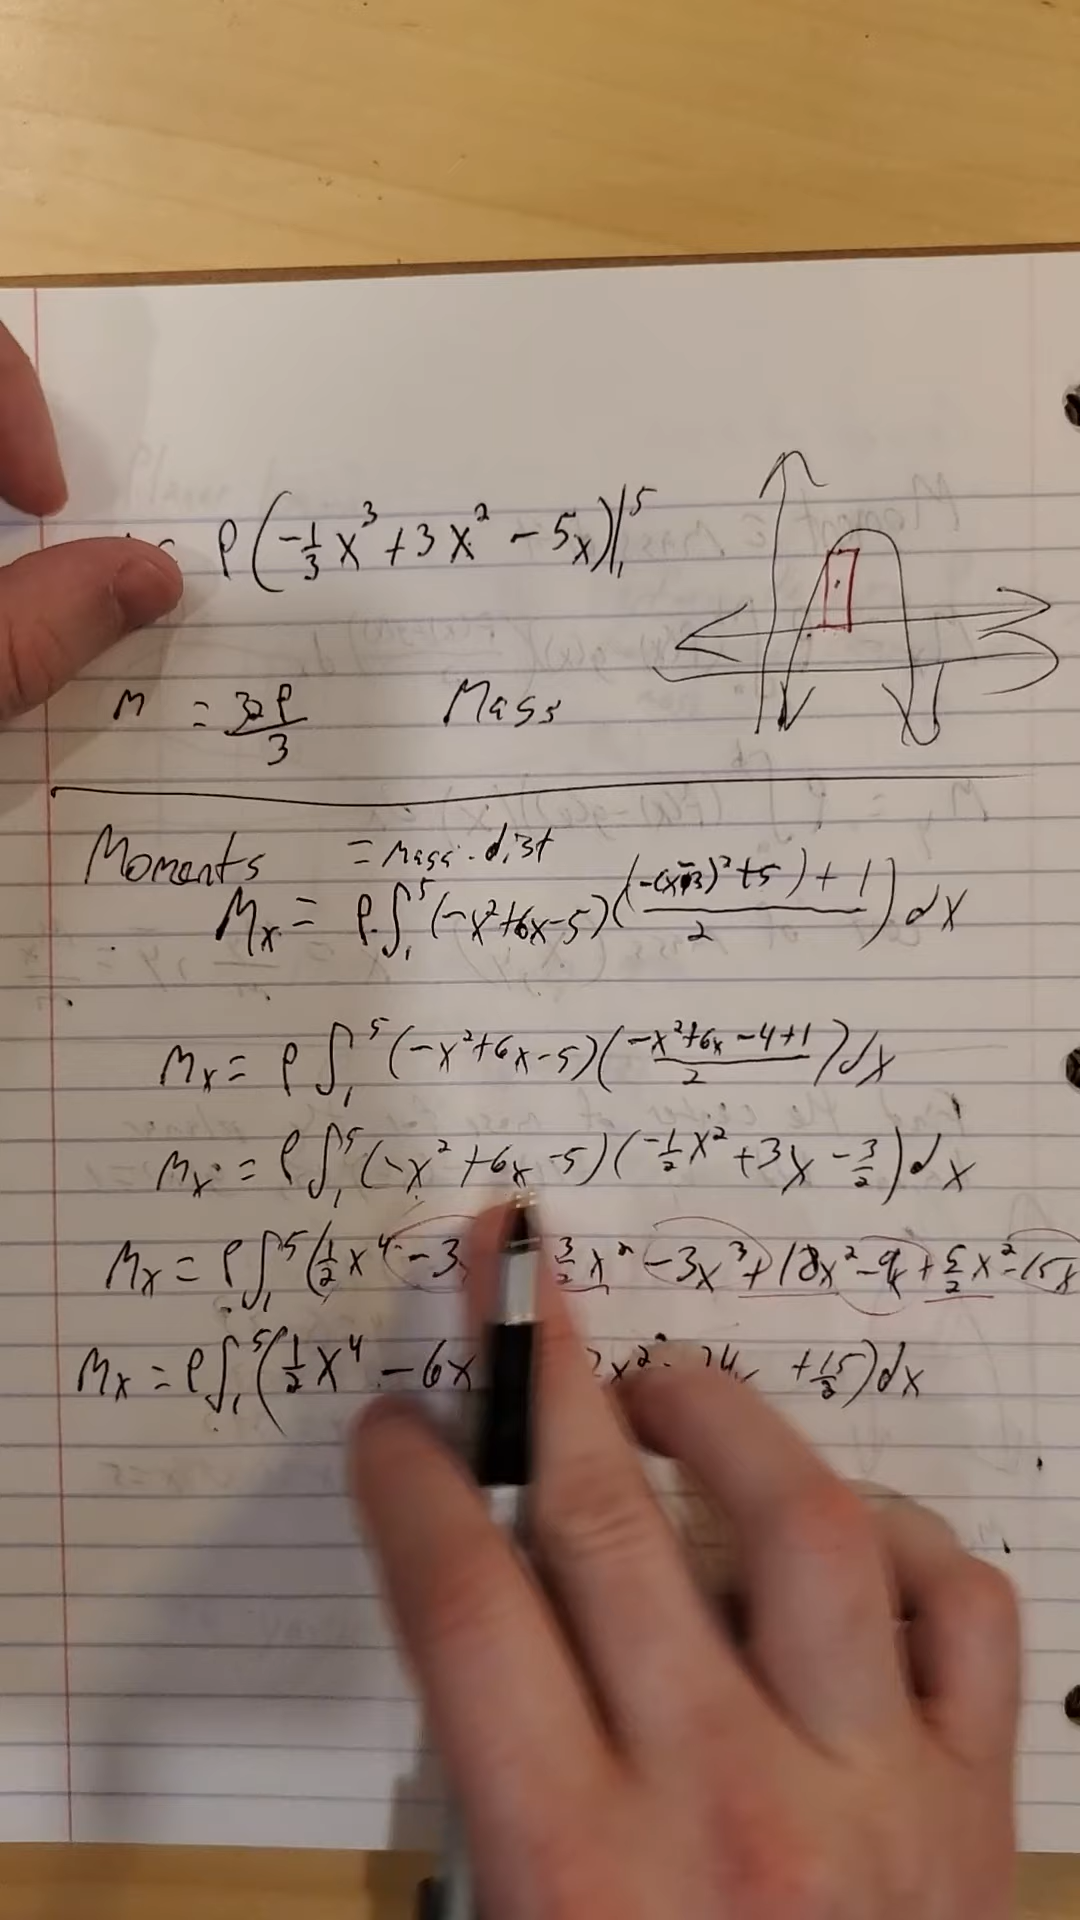 ρ(-1/3 x³ + 3x² - 5x)|₁⁵
M = 32ρ/3 Mass
Moments = Mass · dist
Mx = ρ∫₁⁵ (-x²+6x-5)((-(x-3)²+5)+1/2) dx
Mx = ρ∫₁⁵ (-x²+6x-5)(-x²+6x-4+1/2) dx
Mx = ρ∫₁⁵ (-x²+6x-5)(-1/2 x²+3x-3/2) dx
Mx = ρ∫₁⁵ (1/2 x⁴ - 3 3/2 x² - 3x³ + 18x² - 9x + 5/2 x² - 15x
Mx = ρ∫₁⁵ (1/2 x⁴ - 6x x² - 24x + 15/2) dx